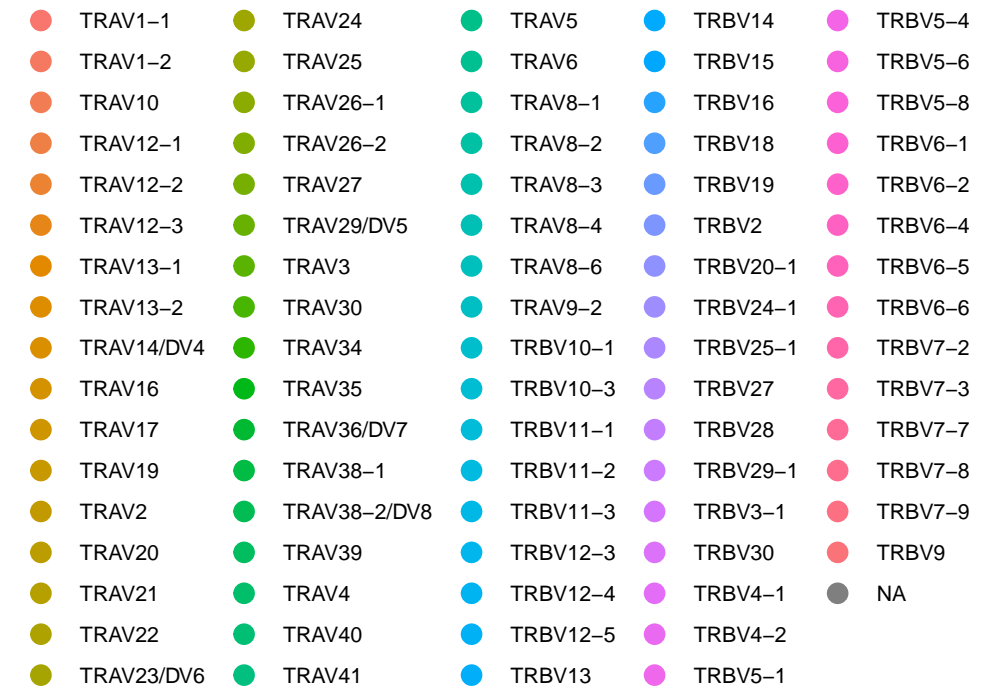 TRAV1−1
TRAV1−2
TRAV10
TRAV12−1
TRAV12−2
TRAV12−3
TRAV13−1
TRAV13−2
TRAV14/DV4
TRAV16
TRAV17
TRAV19
TRAV2
TRAV20
TRAV21
TRAV22
TRAV23/DV6
TRAV24
TRAV25
TRAV26−1
TRAV26−2
TRAV27
TRAV29/DV5
TRAV3
TRAV30
TRAV34
TRAV35
TRAV36/DV7
TRAV38−1
TRAV38−2/DV8
TRAV39
TRAV4
TRAV40
TRAV41
TRAV5
TRAV6
TRAV8−1
TRAV8−2
TRAV8−3
TRAV8−4
TRAV8−6
TRAV9−2
TRBV10−1
TRBV10−3
TRBV11−1
TRBV11−2
TRBV11−3
TRBV12−3
TRBV12−4
TRBV12−5
TRBV13
TRBV14
TRBV15
TRBV16
TRBV18
TRBV19
TRBV2
TRBV20−1
TRBV24−1
TRBV25−1
TRBV27
TRBV28
TRBV29−1
TRBV3−1
TRBV30
TRBV4−1
TRBV4−2
TRBV5−1
TRBV5−4
TRBV5−6
TRBV5−8
TRBV6−1
TRBV6−2
TRBV6−4
TRBV6−5
TRBV6−6
TRBV7−2
TRBV7−3
TRBV7−7
TRBV7−8
TRBV7−9
TRBV9
NA